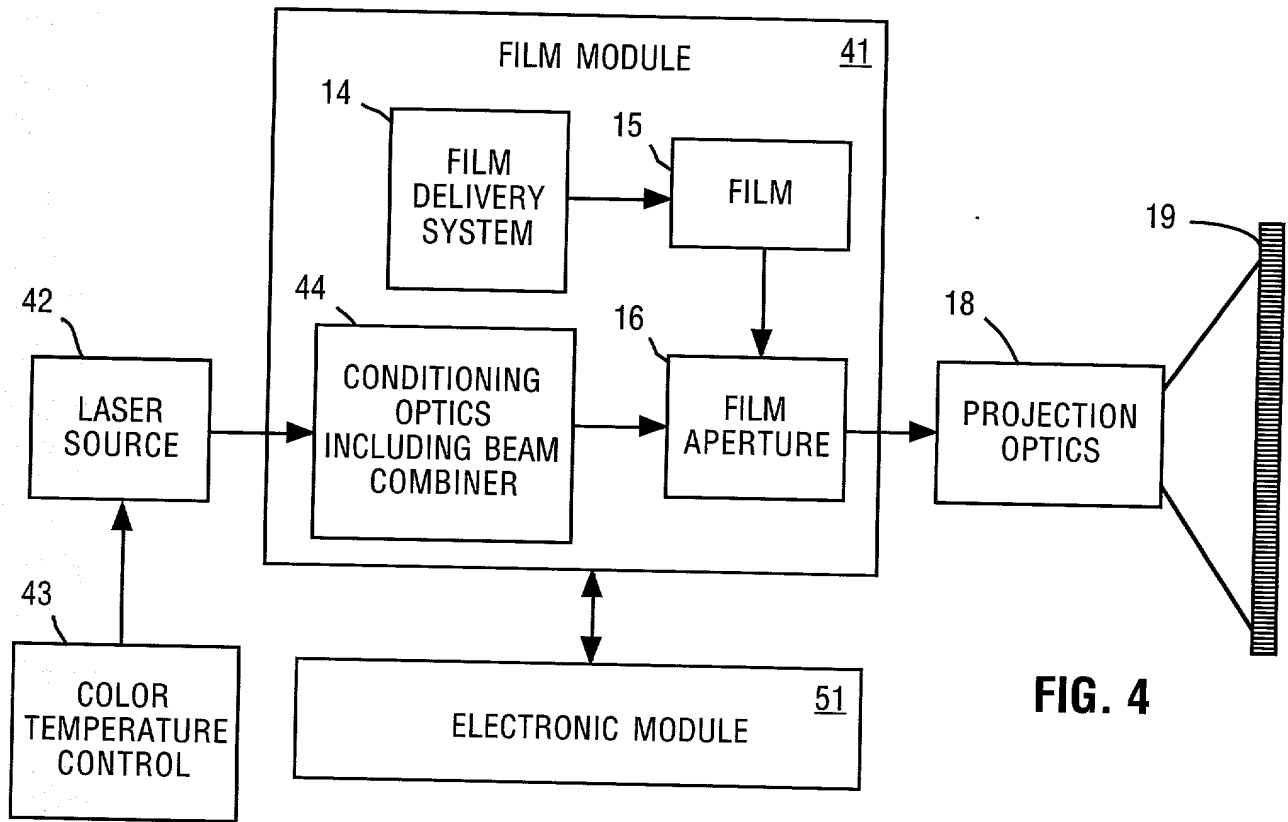 FILM MODULE 41
14
FILM
DELIVERY
SYSTEM
15
FILM
19
42
LASER
SOURCE
44
CONDITIONING
OPTICS
INCLUDING BEAM
COMBINER
16
FILM
APERTURE
18
PROJECTION
OPTICS
43
COLOR
TEMPERATURE
CONTROL
ELECTRONIC MODULE 51
FIG. 4